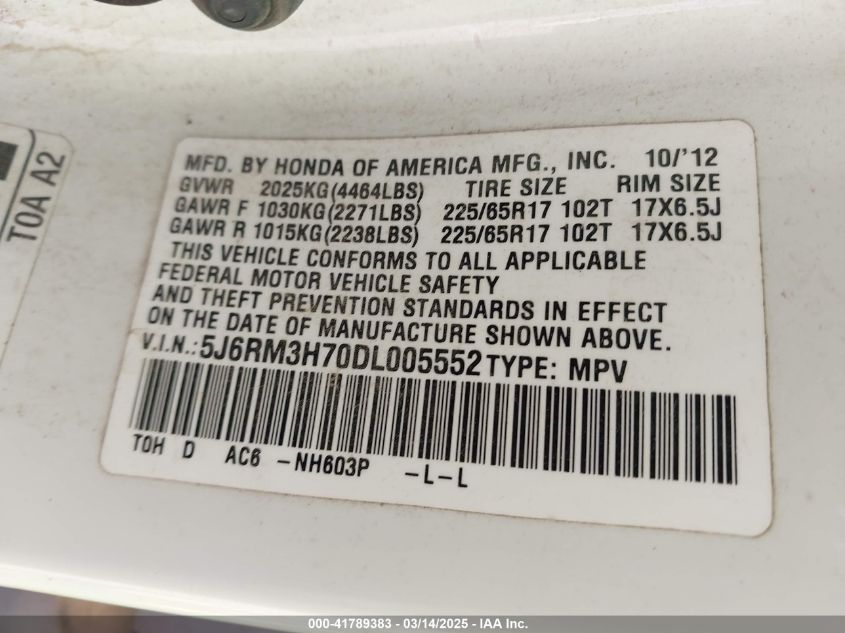 TOA A2
MFD. BY HONDA OF AMERICA MFG., INC. 10/'12
GVWR 2025KG(4464LBS) TIRE SIZE RIM SIZE
GAWR F 1030KG(2271LBS) 225/65R17 102T 17X6.5J
GAWR R 1015KG(2238LBS) 225/65R17 102T 17X6.5J
THIS VEHICLE CONFORMS TO ALL APPLICABLE
FEDERAL MOTOR VEHICLE SAFETY
AND THEFT PREVENTION STANDARDS IN EFFECT
ON THE DATE OF MANUFACTURE SHOWN ABOVE.
V.I.N.: 5J6RM3H70DL005552 TYPE: MPV
TOH D AC6 -NH603P -L-L
000-41789383 - 03/14/2025 - IAA Inc.